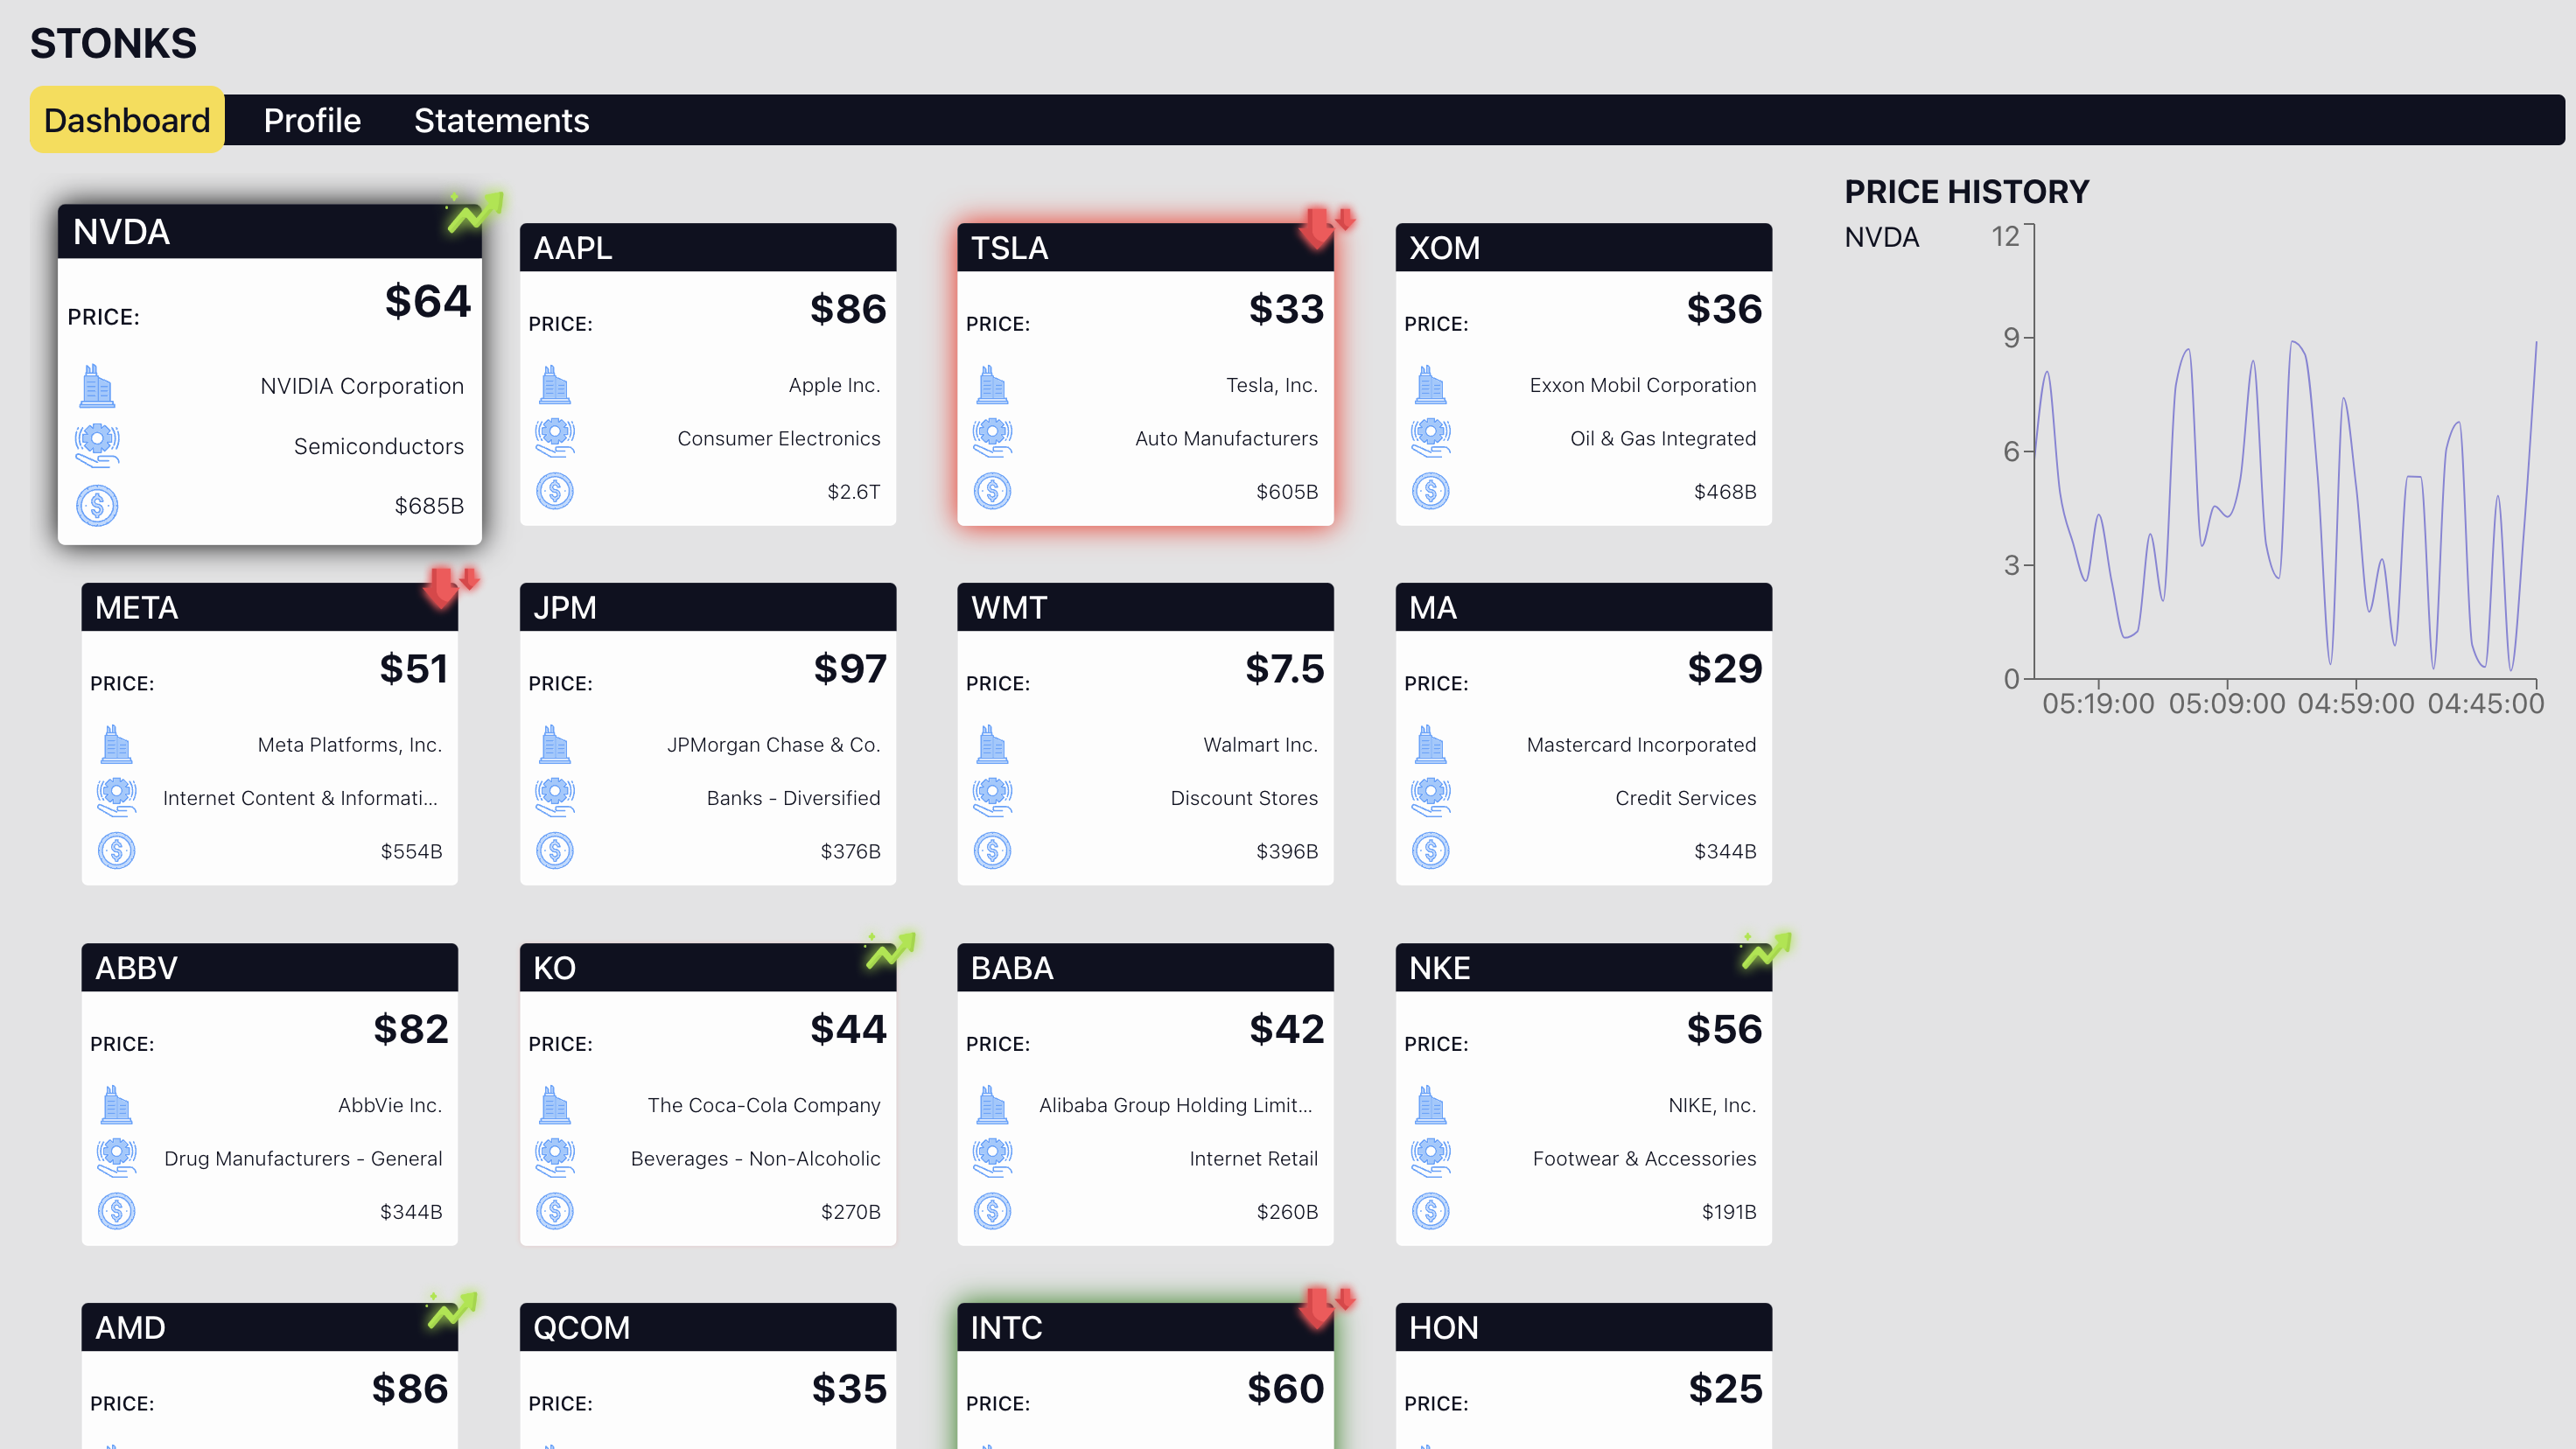 STONKS
Dashboard Profile Statements
NVDA
PRICE: $64
NVIDIA Corporation
Semiconductors
$685B
AAPL
PRICE: $86
Apple Inc.
Consumer Electronics
$2.6T
TSLA
PRICE: $33
Tesla, Inc.
Auto Manufacturers
$605B
XOM
PRICE: $36
Exxon Mobil Corporation
Oil & Gas Integrated
$468B
META
PRICE: $51
Meta Platforms, Inc.
Internet Content & Informati...
$554B
JPM
PRICE: $97
JPMorgan Chase & Co.
Banks - Diversified
$376B
WMT
PRICE: $7.5
Walmart Inc.
Discount Stores
$396B
MA
PRICE: $29
Mastercard Incorporated
Credit Services
$344B
ABBV
PRICE: $82
AbbVie Inc.
Drug Manufacturers - General
$344B
KO
PRICE: $44
The Coca-Cola Company
Beverages - Non-Alcoholic
$270B
BABA
PRICE: $42
Alibaba Group Holding Limit...
Internet Retail
$260B
NKE
PRICE: $56
NIKE, Inc.
Footwear & Accessories
$191B
AMD
PRICE: $86
QCOM
PRICE: $35
INTC
PRICE: $60
HON
PRICE: $25
PRICE HISTORY
NVDA
12
9
6
3
0
05:19:00 05:09:00 04:59:00 04:45:00